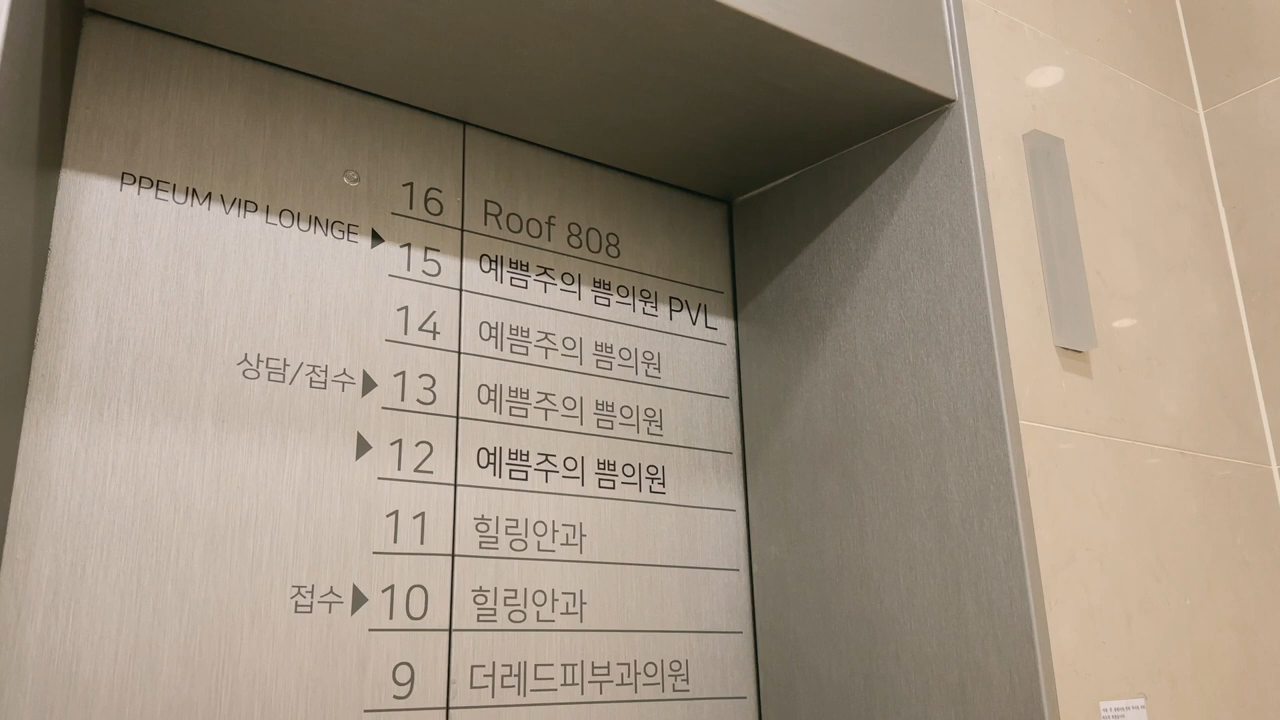 16 Roof 808
PPEUM VIP LOUNGE ▶ 15 예쁨주의 쁨의원 PVL
14 예쁨주의 쁨의원
상담/접수 ▶ 13 예쁨주의 쁨의원
▶ 12 예쁨주의 쁨의원
11 힐링안과
접수 ▶ 10 힐링안과
9 더레드피부과의원